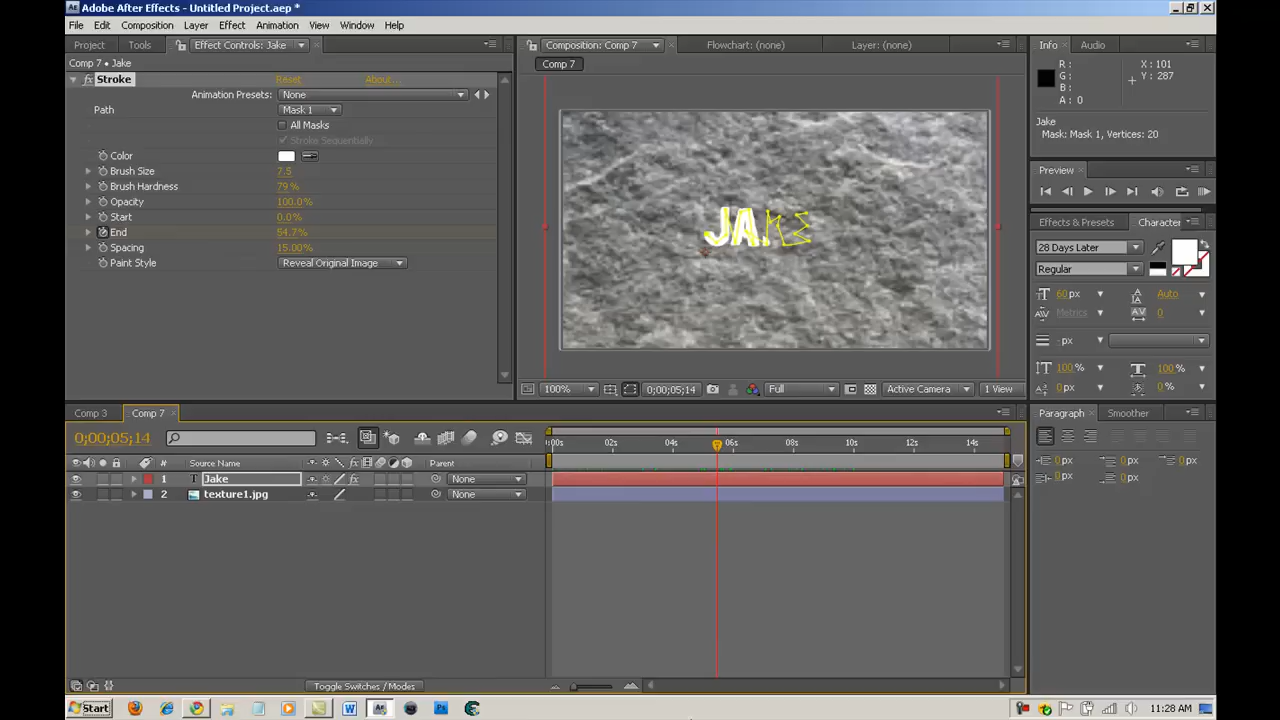 Adobe After Effects - Untitled Project.aep *
File Edit Composition Layer Effect Animation View Window Help
Project Tools Effect Controls: Jake
Composition: Comp 7 Flowchart: (none) Layer: (none)
Info Audio
Comp 7 • Jake
Comp 7
Stroke Reset About...
Animation Presets: None
Path Mask 1
All Masks
Stroke Sequentially
Color
Brush Size 7.5
Brush Hardness 79 %
Opacity 100.0%
Start 0.0%
End 54.7%
Spacing 15.00%
Paint Style Reveal Original Image
JAKE
100% 0;00;05;14 Full Active Camera 1 View
R :
G :
B :
A : 0
X : 101
Y : 287
Jake
Mask: Mask 1, Vertices: 20
Preview
Effects & Presets Character
28 Days Later
Regular
60 px Auto
Metrics 0
- px
100 % 100 %
0 px 0 %
Comp 3 Comp 7
0;00;05;14
:00s 02s 04s 06s 08s 10s 12s 14s
# Source Name Parent
1 T Jake None
2 texture1.jpg None
Toggle Switches / Modes
Paragraph Smoother
0 px 0 px 0 px
0 px 0 px
Start 11:28 AM